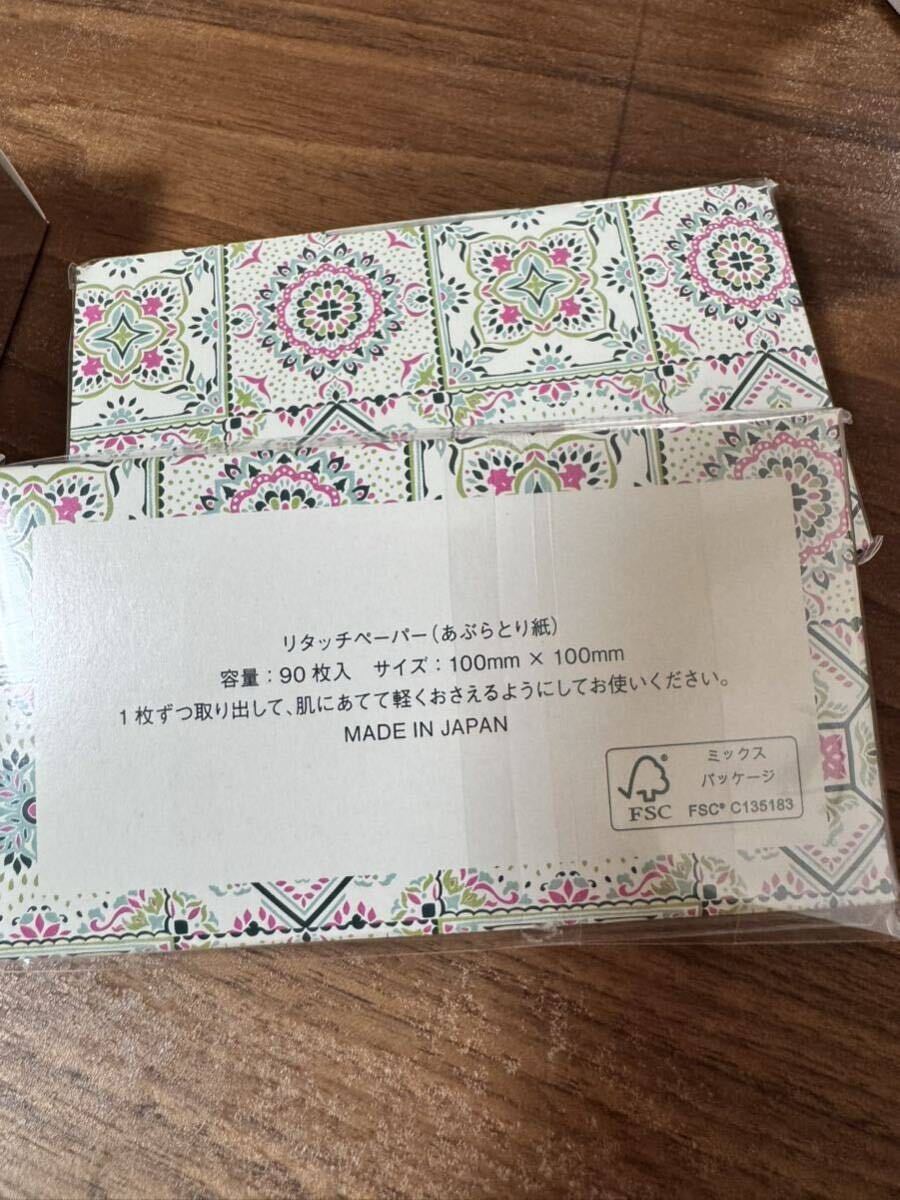 リタッチペーパー(あぶらとり紙)
容量：90枚入　サイズ：100mm × 100mm
1枚ずつ取り出して、肌にあてて軽くおさえるようにしてお使いください。
MADE IN JAPAN
ミックス
パッケージ
FSC
FSC® C135183